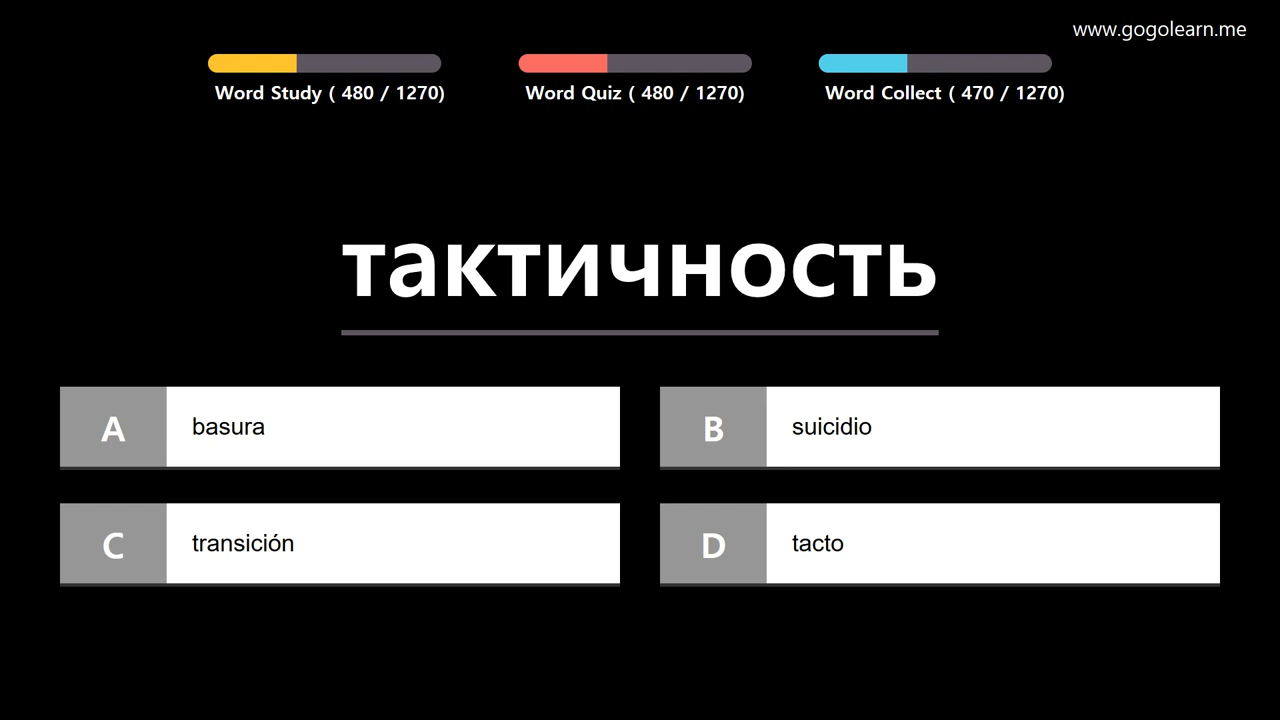 www.gogolearn.me
Word Study ( 480 / 1270)
Word Quiz ( 480 / 1270)
Word Collect ( 470 / 1270)
тактичность
A basura
B suicidio
C transición
D tacto